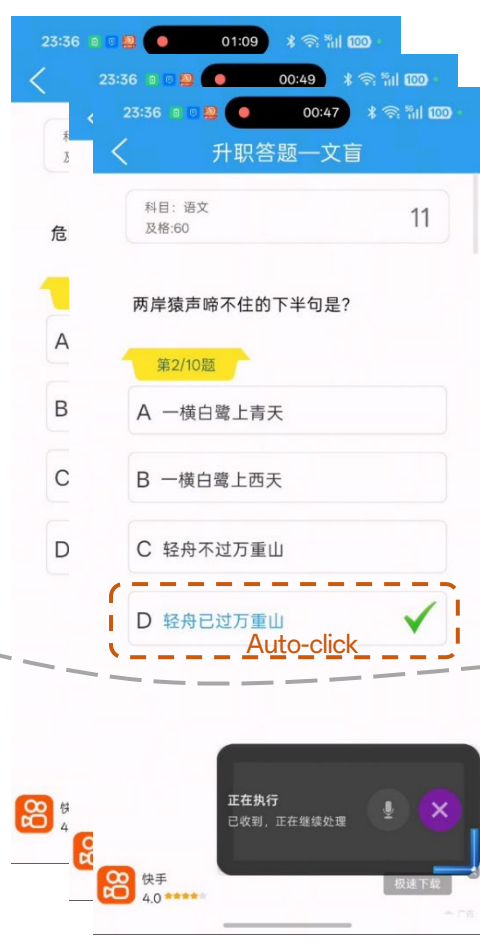 23:36
01:09
100
23:36
00:49
100
23:36
00:47
100
升职答题—文盲
科目：语文
及格:60
11
危
两岸猿声啼不住的下半句是?
第2/10题
A
A 一横白鹭上青天
B
B 一横白鹭上西天
C
C 轻舟不过万重山
D
D 轻舟已过万重山
Auto-click
正在执行
已收到，正在继续处理
快
4
快手
4.0
极速下载
广告